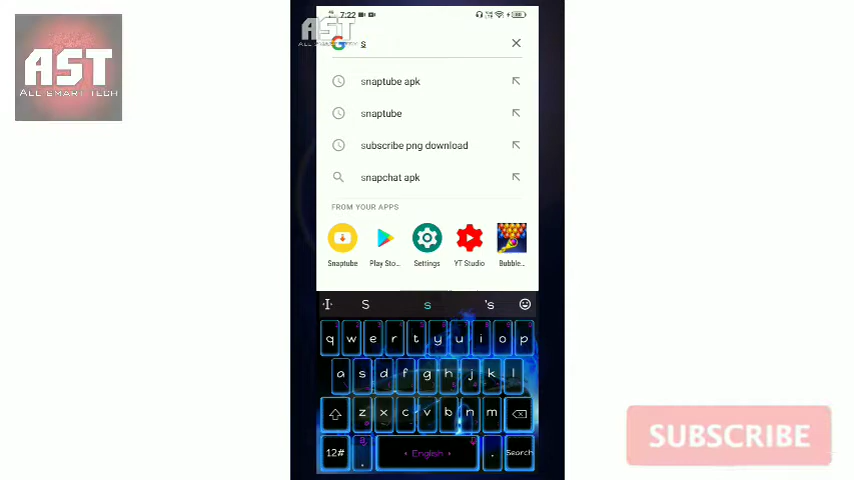 AST
ALL SMART TECH
7:22
AST
s
snaptube apk
snaptube
subscribe png download
snapchat apk
FROM YOUR APPS
Snaptube
Play Sto...
Settings
YT Studio
Bubble...
S s 's
q w e r t y u i o p
a s d f g h j k l
z x c v b n m
12# , English . Search
SUBSCRIBE